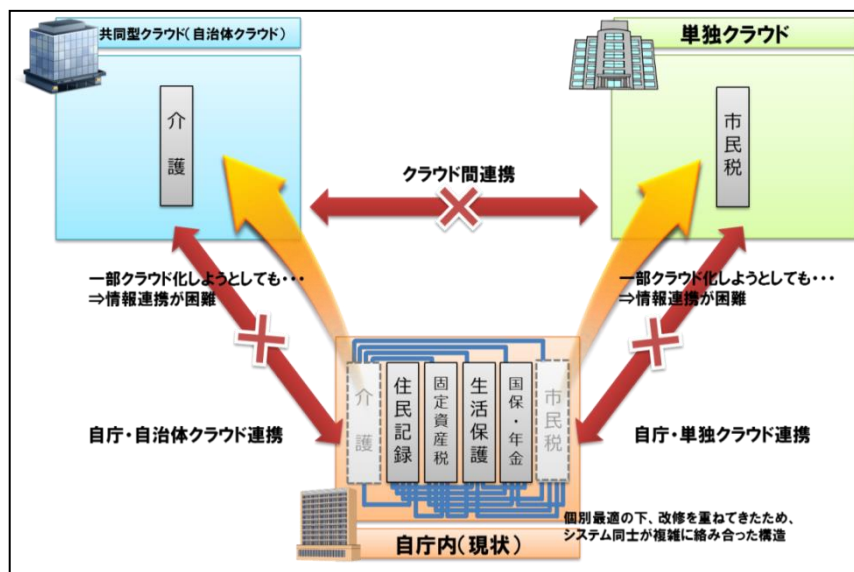 共同型クラウド(自治体クラウド)
単独クラウド
介護
市民税
クラウド間連携
一部クラウド化しようとしても・・・
⇒情報連携が困難
一部クラウド化しようとしても・・・
⇒情報連携が困難
介護
住民記録
固定資産税
生活保護
国保・年金
市民税
自庁・自治体クラウド連携
自庁・単独クラウド連携
個別最適の下、改修を重ねてきたため、
システム同士が複雑に絡み合った構造
自庁内(現状)